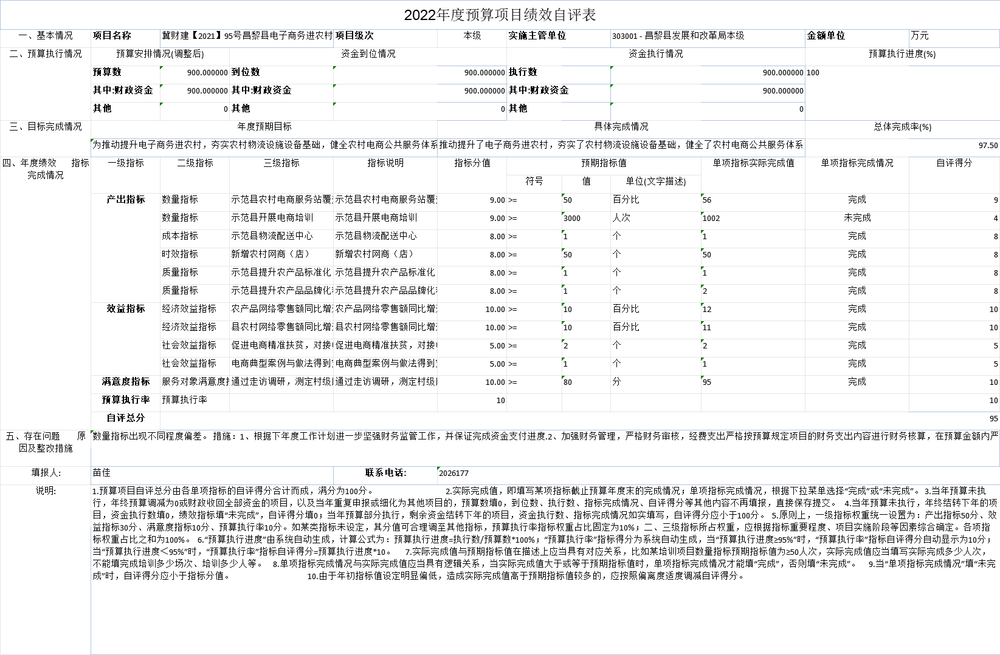 2022年度预算项目绩效自评表
一、基本情况 项目名称 冀财建【2021】95号昌黎县电子商务进农村 项目级次 本级 实施主管单位 303001 - 昌黎县发展和改革局本级 金额单位 万元
二、预算执行情况 预算安排情况(调整后) 资金到位情况 资金执行情况 预算执行进度(%)
预算数 900.000000 到位数 900.000000 执行数 900.000000 100
其中:财政资金 900.000000 其中:财政资金 900.000000 其中:财政资金 900.000000
其他 0 其他 0 其他 0
三、目标完成情况 年度预期目标 具体完成情况 总体完成率(%)
为推动提升电子商务进农村，夯实农村物流设施设备基础，健全农村电商公共服务体系 推动提升了电子商务进农村，夯实了农村物流设施设备基础，健全了农村电商公共服务体系 97.50
四、年度绩效 指标完成情况 一级指标 二级指标 三级指标 指标说明 指标分值 预期指标值 单项指标实际完成值 单项指标完成情况 自评得分
符号 值 单位(文字描述)
产出指标 数量指标 示范县农村电商服务站覆 示范县农村电商服务站覆 9.00 >= 50 百分比 56 完成 9
数量指标 示范县开展电商培训 示范县开展电商培训 9.00 >= 3000 人次 1002 未完成 4
成本指标 示范县物流配送中心 示范县物流配送中心 8.00 >= 1 个 1 完成 8
时效指标 新增农村网商（店） 新增农村网商（店） 8.00 >= 50 个 50 完成 8
质量指标 示范县提升农产品标准化 示范县提升农产品标准化 8.00 >= 1 个 1 完成 8
质量指标 示范县提升农产品品牌化 示范县提升农产品品牌化 8.00 >= 1 个 2 完成 8
效益指标 经济效益指标 农产品网络零售额同比增 农产品网络零售额同比增 10.00 >= 10 百分比 12 完成 10
经济效益指标 县农村网络零售额同比增 县农村网络零售额同比增 10.00 >= 10 百分比 11 完成 10
社会效益指标 促进电商精准扶贫，对接 促进电商精准扶贫，对接 5.00 >= 2 个 2 完成 5
社会效益指标 电商典型案例与做法得到 电商典型案例与做法得到 5.00 >= 1 个 1 完成 5
满意度指标 服务对象满意度 通过走访调研，测定村级 通过走访调研，测定村级 10.00 >= 80 分 95 完成 10
预算执行率 预算执行率 10 10
自评总分 95
五、存在问题 原因及整改措施 数量指标出现不同程度偏差。 措施：1、根据下年度工作计划进一步坚强财务监管工作，并保证完成资金支付进度.2、加强财务管理，严格财务审核，经费支出严格按预算规定项目的财务支出内容进行财务核算，在预算金额内严
填报人: 苗佳 联系电话: 2026177
说明: 1.预算项目自评总分由各单项指标的自评得分合计而成，满分为100分。 2.实际完成值，即填写某项指标截止预算年度末的完成情况；单项指标完成情况，根据下拉菜单选择“完成”或“未完成”。 3.当年预算未执
行，年终预算调减为0或财政收回全部资金的项目，以及当年重复申报或细化为其他项目的，预算数填0，到位数、执行数、指标完成情况、自评得分等其他内容不再填报，直接保存提交。 4.当年预算未执行，年终结转下年的项
目，资金执行数填0，绩效指标填“未完成”，自评得分填0；当年预算部分执行，剩余资金结转下年的项目，资金执行数、指标完成情况如实填写，自评得分应小于100分。 5.原则上，一级指标权重统一设置为：产出指标50分、效
益指标30分、满意度指标10分、预算执行率10分。如某类指标未设定，其分值可合理调至其他指标，预算执行率指标权重占比固定为10%；二、三级指标所占权重，应根据指标重要程度、项目实施阶段等因素综合确定。各项指
标权重占比之和为100%。 6.“预算执行进度”由系统自动生成，计算公式为：预算执行进度=执行数/预算数*100%；“预算执行率”指标得分为系统自动生成，当“预算执行进度≥95%”时，“预算执行率”指标自评得分自动显示为10分；
当“预算执行进度＜95%”时，“预算执行率”指标自评得分=预算执行进度*10。 7.实际完成值与预期指标值在描述上应当具有对应关系，比如某培训项目数量指标预期指标值为≥50人次，实际完成值应当填写实际完成多少人次，
不能填完成培训多少场次、培训多少人等。 8.单项指标完成情况与实际完成值应当具有逻辑关系，当实际完成值大于或等于预期指标值时，单项指标完成情况才能填“完成”，否则填“未完成”。 9.当“单项指标完成情况”填“未完
成”时，自评得分应小于指标分值。 10.由于年初指标值设定明显偏低，造成实际完成值高于预期指标值较多的，应按照偏离度适度调减自评得分。